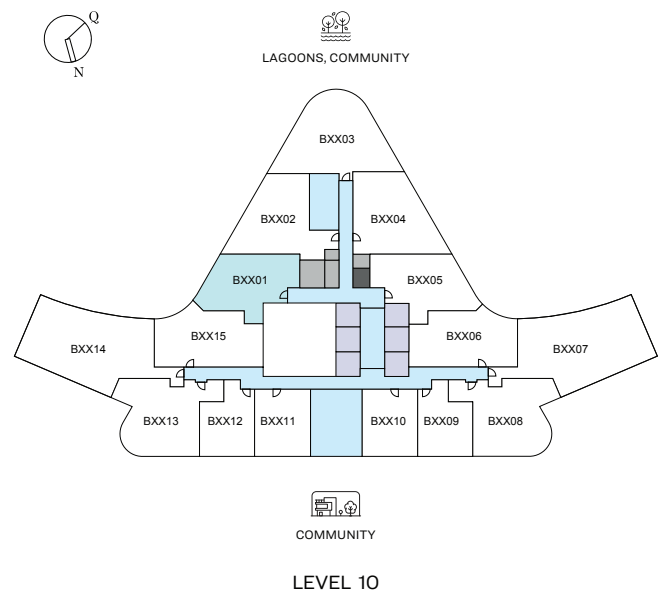 Q
N
LAGOONS, COMMUNITY
BXX03
BXX02
BXX04
BXX01
BXX05
BXX15
BXX06
BXX14
BXX07
BXX13
BXX12
BXX11
BXX10
BXX09
BXX08
COMMUNITY
LEVEL 10